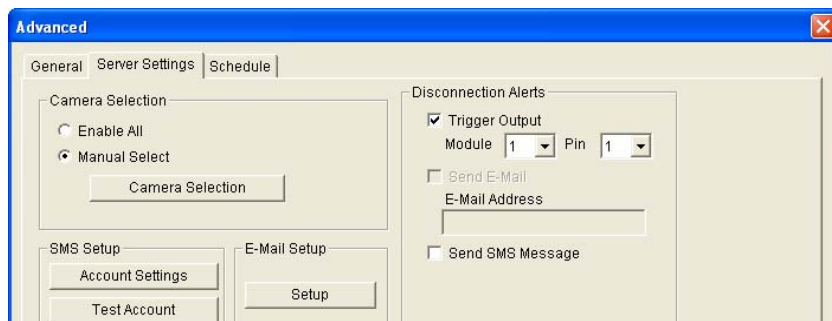 Advanced
General Server Settings Schedule
Camera Selection
Enable All
Manual Select
Camera Selection
SMS Setup
Account Settings
Test Account
E-Mail Setup
Setup
Disconnection Alerts
Trigger Output
Module 1 Pin 1
Send E-Mail
E-Mail Address
Send SMS Message